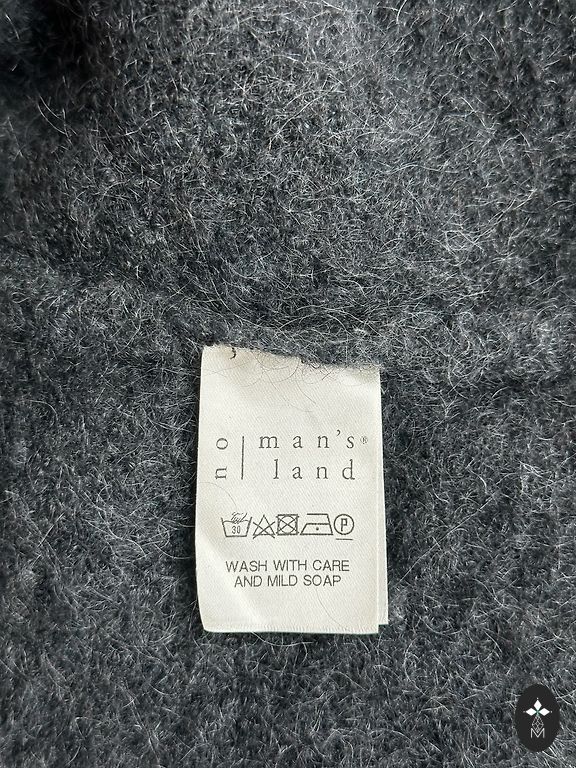 no | man's®
land
30
P
WASH WITH CARE
AND MILD SOAP
M